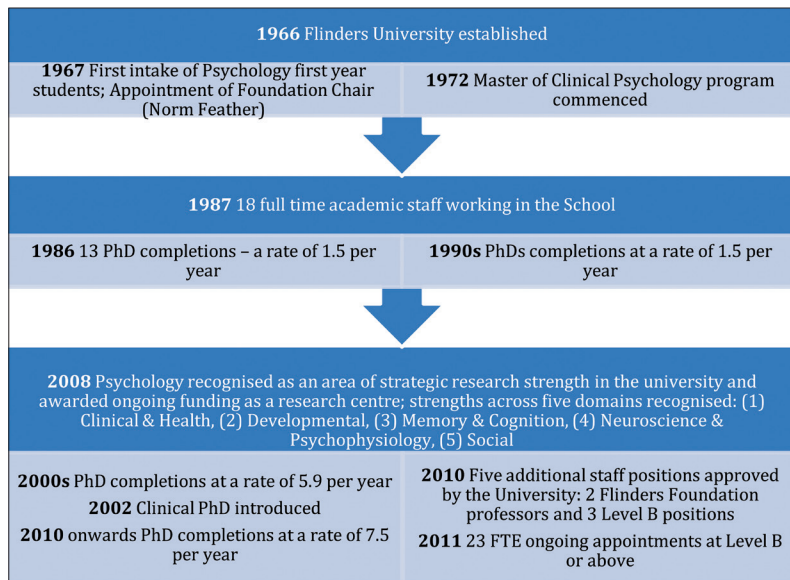 1966 Flinders University established
1967 First intake of Psychology first year
students; Appointment of Foundation Chair
(Norm Feather)
1972 Master of Clinical Psychology program
commenced
1987 18 full time academic staff working in the School
1986 13 PhD completions – a rate of 1.5 per
year
1990s PhDs completions at a rate of 1.5 per
year
2008 Psychology recognised as an area of strategic research strength in the university and
awarded ongoing funding as a research centre; strengths across five domains recognised: (1)
Clinical & Health, (2) Developmental, (3) Memory & Cognition, (4) Neuroscience &
Psychophysiology, (5) Social
2000s PhD completions at a rate of 5.9 per year
2002 Clinical PhD introduced
2010 onwards PhD completions at a rate of 7.5
per year
2010 Five additional staff positions approved
by the University: 2 Flinders Foundation
professors and 3 Level B positions
2011 23 FTE ongoing appointments at Level B
or above